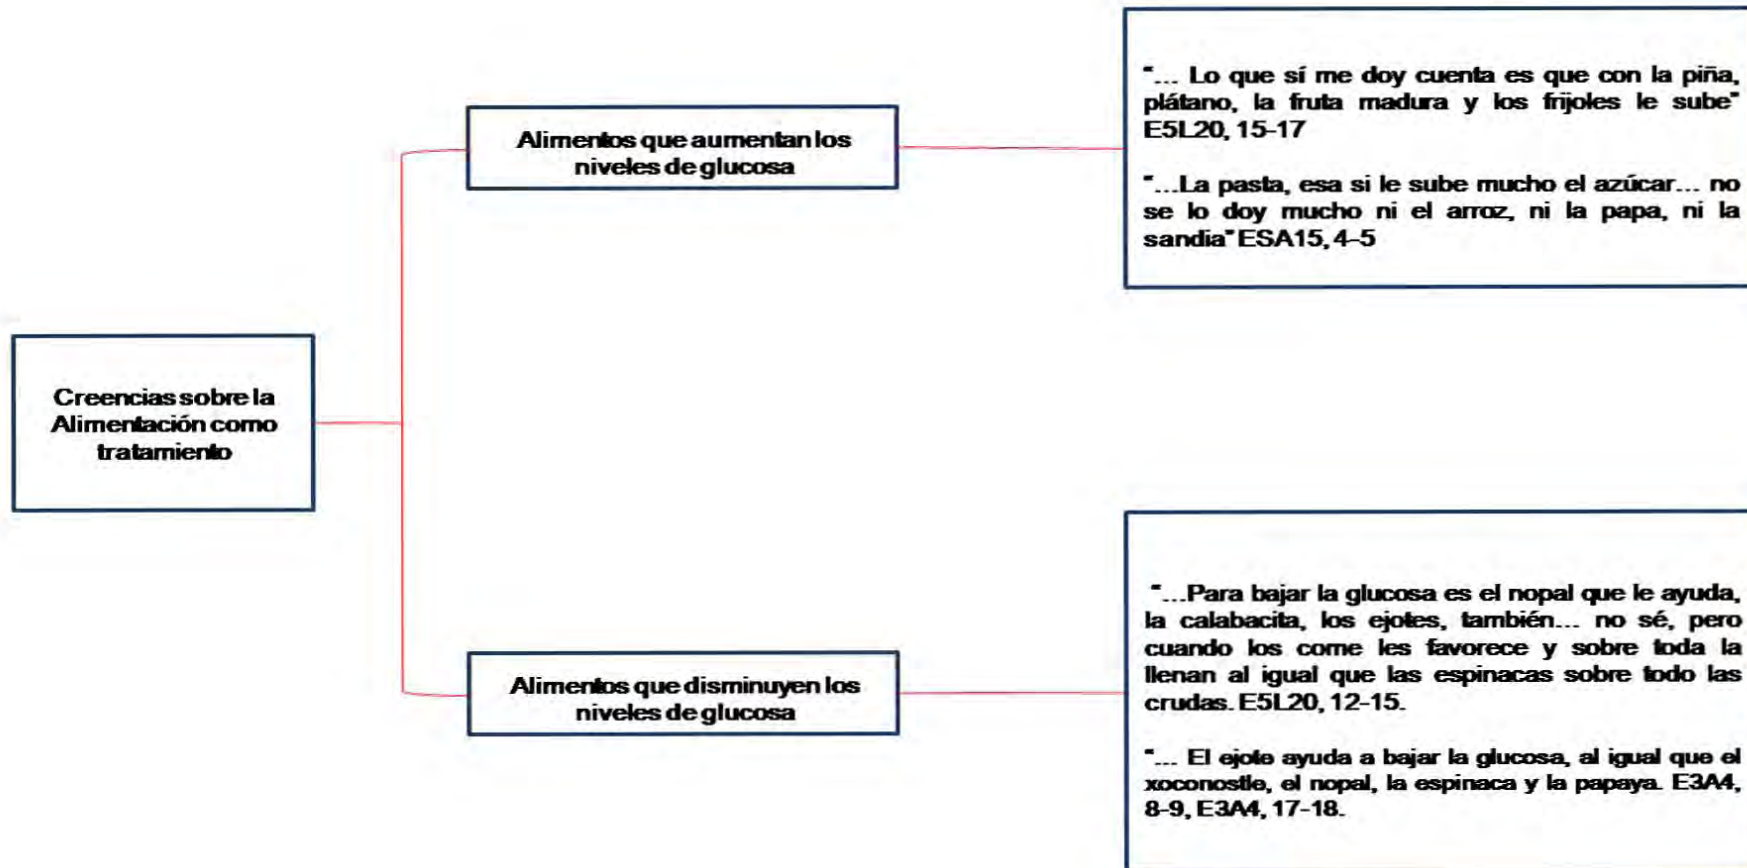 Creencias sobre la
Alimentación como
tratamiento
Alimentos que aumentan los
niveles de glucosa
"... Lo que sí me doy cuenta es que con la piña,
plátano, la fruta madura y los frijoles le sube"
E5L20, 15-17
"...La pasta, esa si le sube mucho el azúcar... no
se lo doy mucho ni el arroz, ni la papa, ni la
sandia" ESA15, 4-5
Alimentos que disminuyen los
niveles de glucosa
"...Para bajar la glucosa es el nopal que le ayuda,
la calabacita, los ejotes, también... no sé, pero
cuando los come les favorece y sobre toda la
llenan al igual que las espinacas sobre todo las
crudas. E5L20, 12-15.
"... El ejote ayuda a bajar la glucosa, al igual que el
xoconostle, el nopal, la espinaca y la papaya. E3A4,
8-9, E3A4, 17-18.